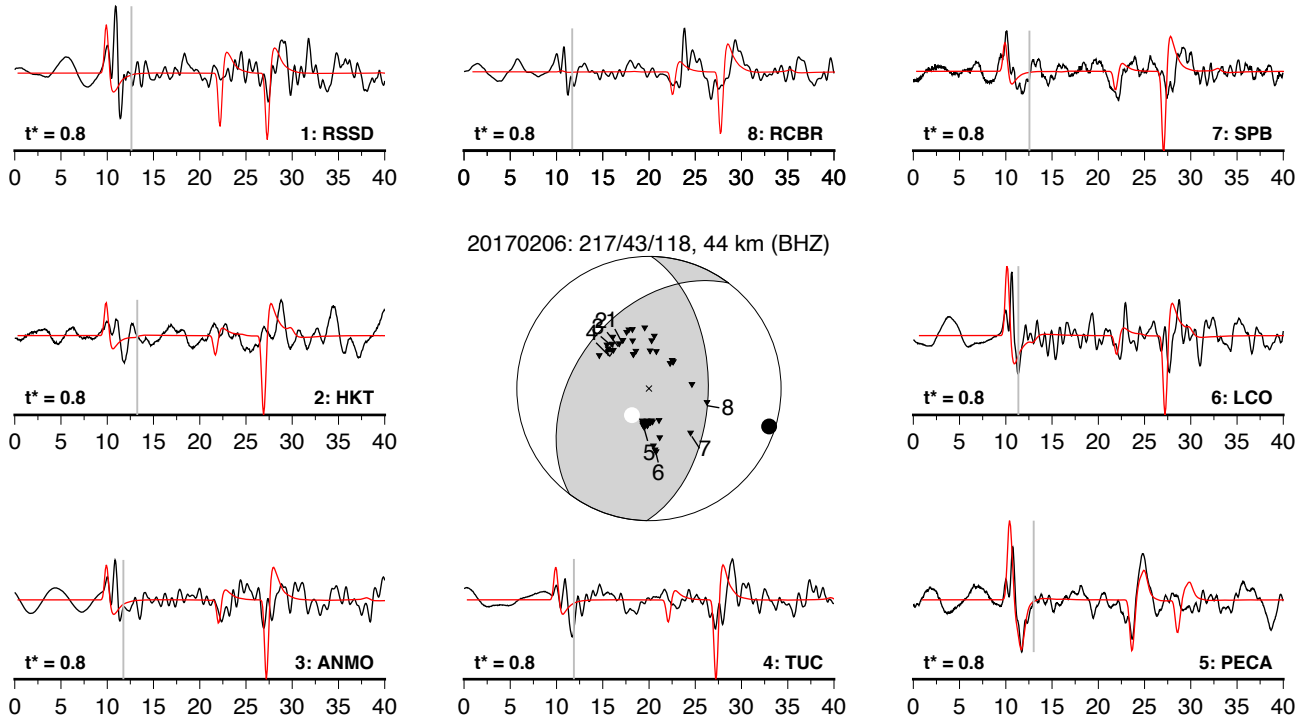 t* = 0.8 1: RSSD
0 5 10 15 20 25 30 35 40
t* = 0.8 8: RCBR
0 5 10 15 20 25 30 35 40
t* = 0.8 7: SPB
0 5 10 15 20 25 30 35 40
t* = 0.8 2: HKT
0 5 10 15 20 25 30 35 40
20170206: 217/43/118, 44 km (BHZ)
1
2
3
4
5
6
7
8
t* = 0.8 6: LCO
0 5 10 15 20 25 30 35 40
t* = 0.8 3: ANMO
0 5 10 15 20 25 30 35 40
t* = 0.8 4: TUC
0 5 10 15 20 25 30 35 40
t* = 0.8 5: PECA
0 5 10 15 20 25 30 35 40